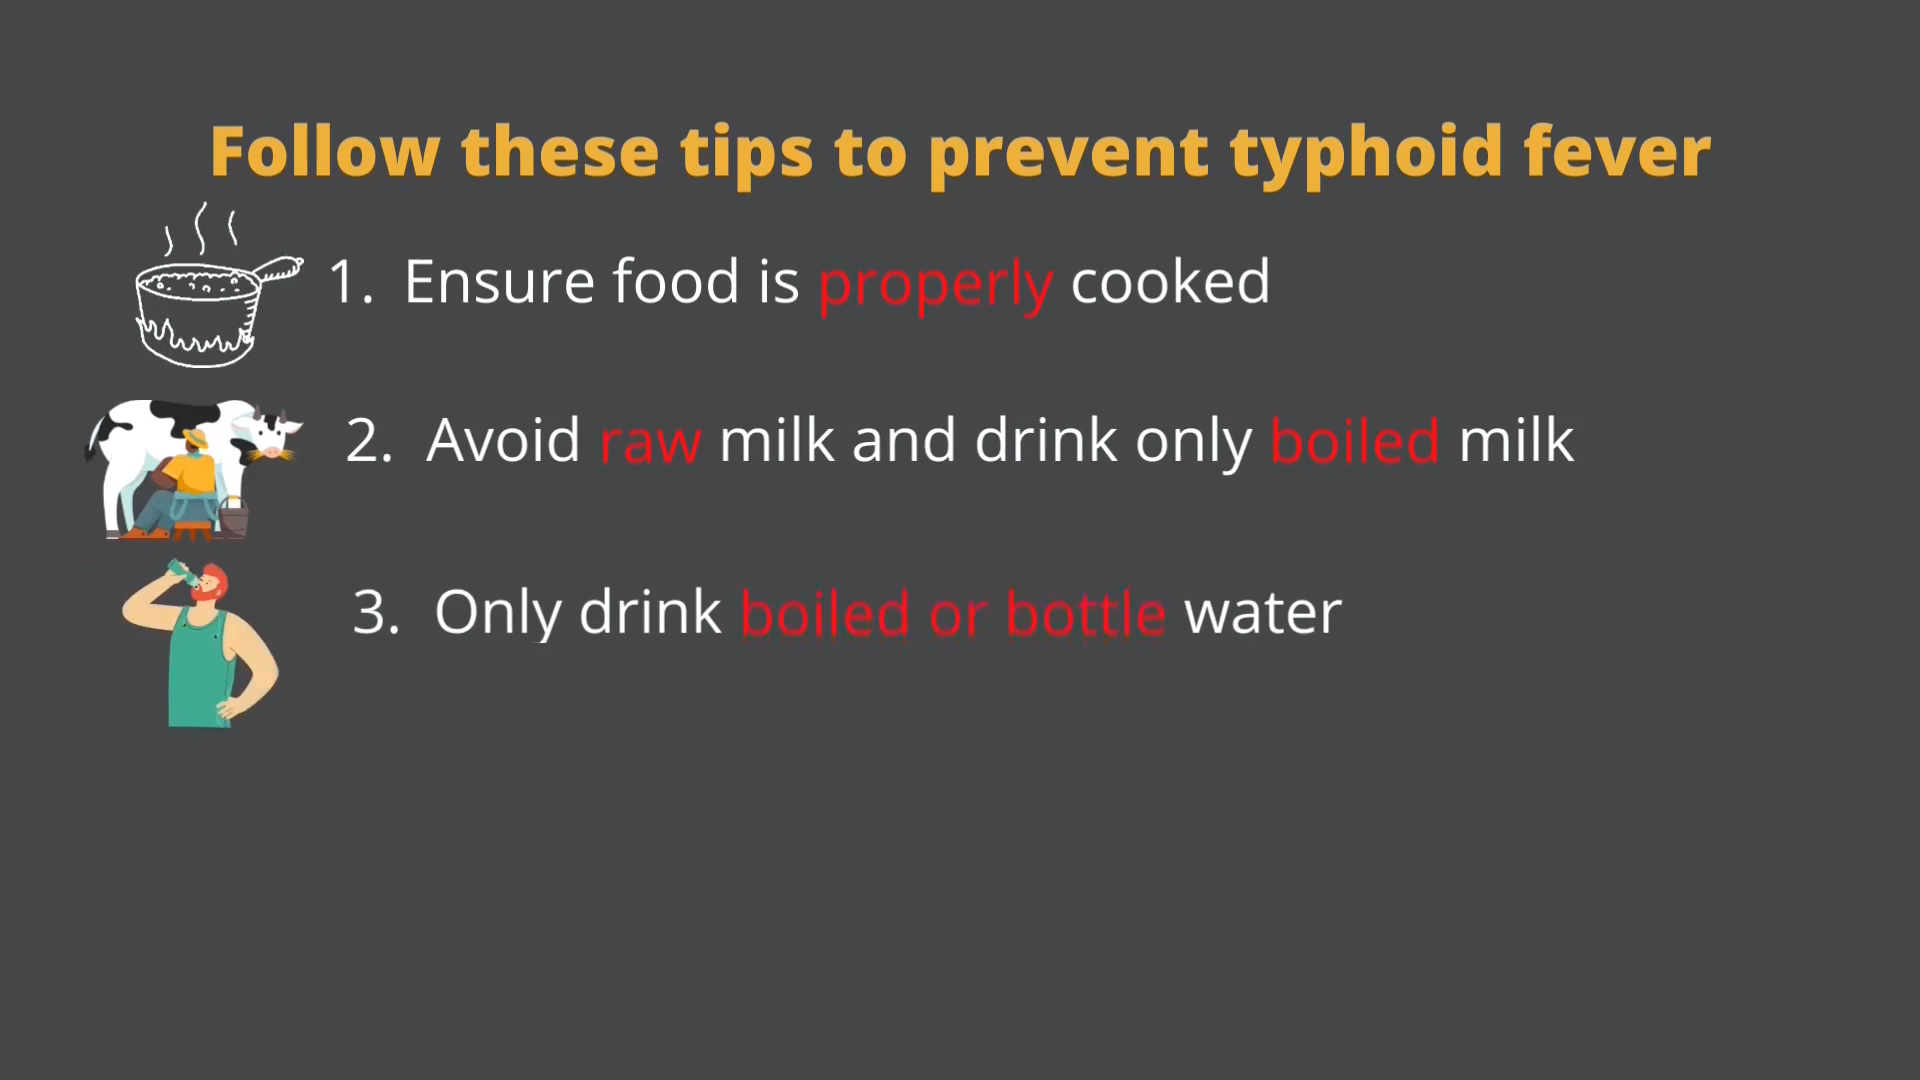 Follow these tips to prevent typhoid fever
1. Ensure food is properly cooked
2. Avoid raw milk and drink only boiled milk
3. Only drink boiled or bottle water